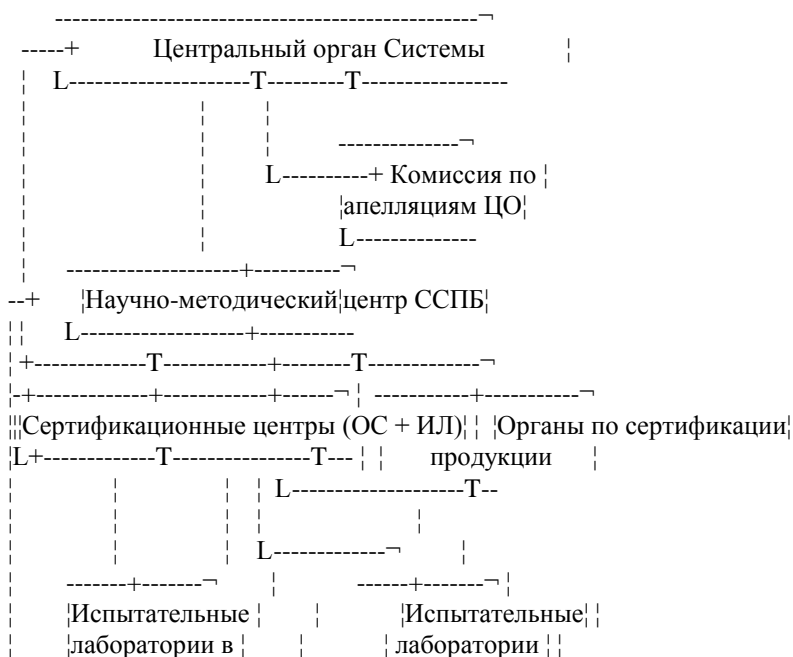 ------------------------------------------------¬
-----+ Центральный орган Системы ¦
¦ L---------------------T---------T-----------------
¦ ¦ ¦
¦ ¦ ¦
¦ ¦ ¦ --------------¬
¦ ¦ L----------+ Комиссия по ¦
¦ ¦ ¦апелляциям ЦО¦
¦ ¦ L--------------
¦ --------------------+----------¬
--+ ¦Научно-методический¦центр ССПБ¦
¦¦ L-------------------+-----------
¦ +-------------T------------+--------T-------------¬
¦-+-------------+------------+------¬ ¦ -----------+-----------¬
¦¦¦Сертификационные центры (ОС + ИЛ)¦ ¦ ¦Органы по сертификации¦
¦L+-------------T----------------T--- ¦ ¦ продукции ¦
¦ ¦ ¦ ¦ L--------------------T--
¦ ¦ ¦ ¦ ¦
¦ ¦ ¦ L-------------¬ ¦
¦ -------+-------¬ ¦ ------+-------¬ ¦
¦ ¦Испытательные ¦ ¦ ¦Испытательные¦ ¦
¦ ¦лаборатории в ¦ ¦ ¦ лаборатории ¦ ¦